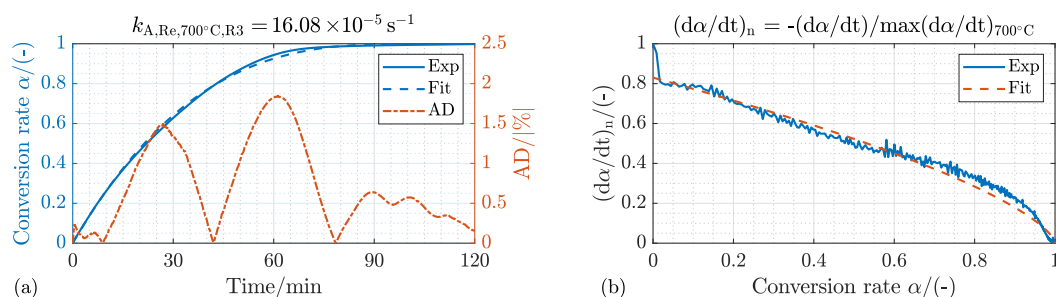 k_A,Re,700°C,R3 = 16.08 ×10^-5 s^-1
Conversion rate α/(-)
1
0.8
0.6
0.4
0.2
0
2.5
2
1.5
1
0.5
0
AD/|%|
Exp
Fit
AD
0 30 60 90 120
(a) Time/min
(dα/dt)_n = -(dα/dt)/max(dα/dt)_700°C
(dα/dt)_n/(-)
1
0.8
0.6
0.4
0.2
0
Exp
Fit
0 0.2 0.4 0.6 0.8 1
(b) Conversion rate α/(-)